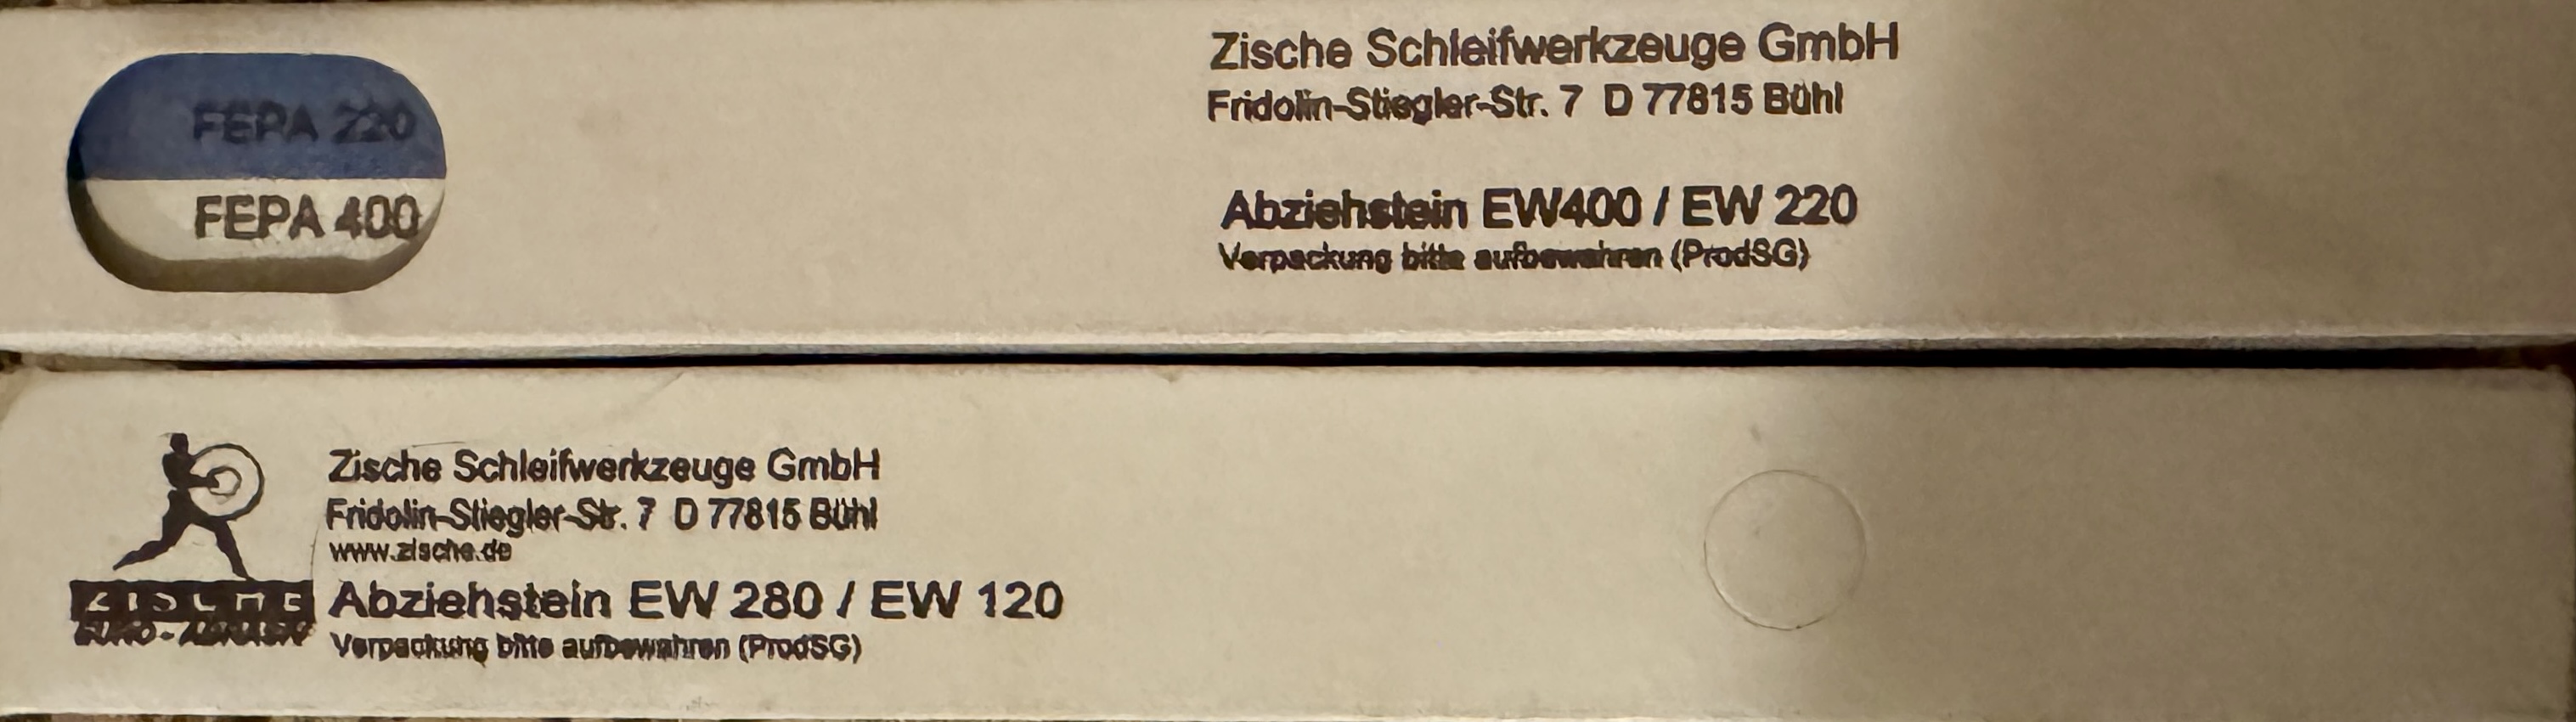 FEPA 220
FEPA 400
Zische Schleifwerkzeuge GmbH
Fridolin-Stiegler-Str. 7 D 77815 Bühl
Abziehstein EW400 / EW 220
Verpackung bitte aufbewahren (ProdSG)
Zische Schleifwerkzeuge GmbH
Fridolin-Stiegler-Str. 7 D 77815 Bühl
www.zische.de
Abziehstein EW 280 / EW 120
Verpackung bitte aufbewahren (ProdSG)
ZISCHE